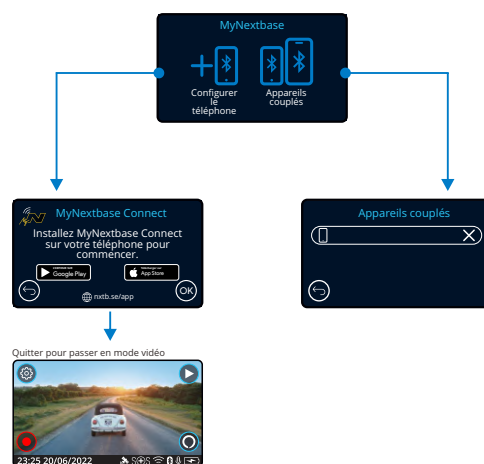 MyNextbase
Configurer
le
téléphone
Appareils
couplés
MyNextbase Connect
Installez MyNextbase Connect
sur votre téléphone pour
commencer.
Google Play
App Store
nxtb.se/app
OK
Appareils couplés
Quitter pour passer en mode vidéo
23:25 20/06/2022
SOS